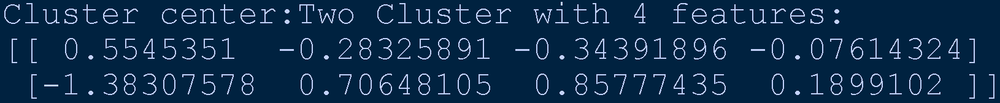 Cluster center:Two Cluster with 4 features:
[[ 0.5545351  -0.28325891 -0.34391896 -0.07614324]
 [-1.38307578  0.70648105  0.85777435  0.1899102 ]]